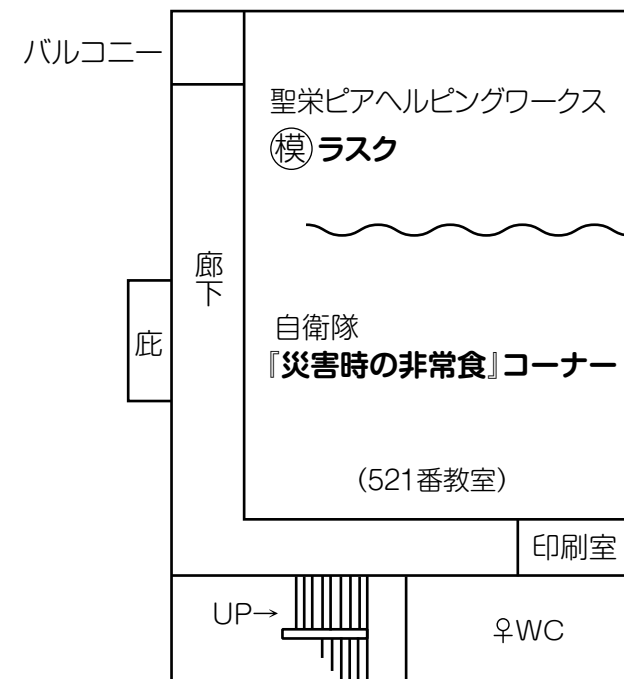 バルコニー
聖栄ピアヘルピングワークス
模 ラスク
廊下
庇
自衛隊
『災害時の非常食』コーナー
（521番教室）
印刷室
UP→
♀WC